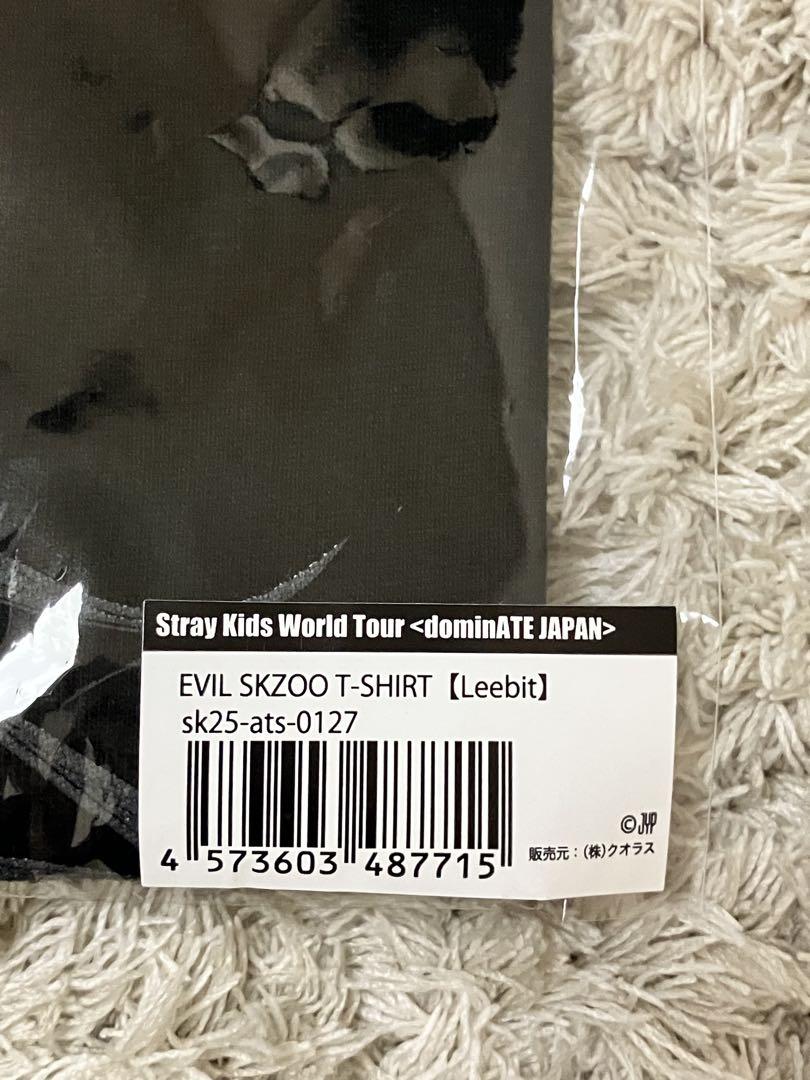 Stray Kids World Tour <dominATE JAPAN>
EVIL SKZOO T-SHIRT【Leebit】
sk25-ats-0127
4 573603 487715
©JYP
販売元：(株)クオラス